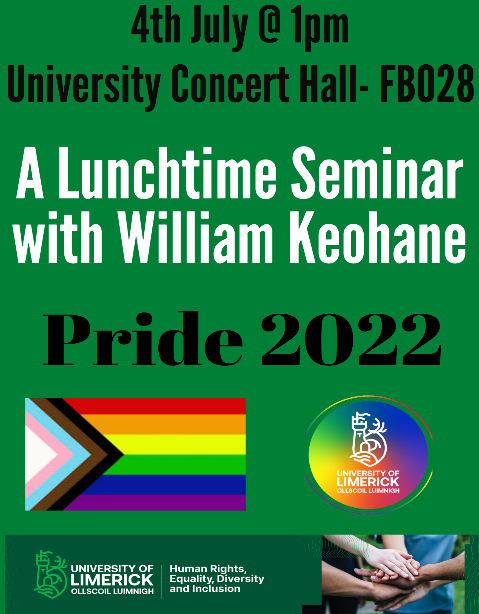 4th July @ 1pm
University Concert Hall- FB028
A Lunchtime Seminar
with William Keohane
Pride 2022
UNIVERSITY OF
LIMERICK
OLLSCOIL LUIMNIGH
UNIVERSITY OF
LIMERICK
OLLSCOIL LUIMNIGH
Human Rights,
Equality, Diversity
and Inclusion